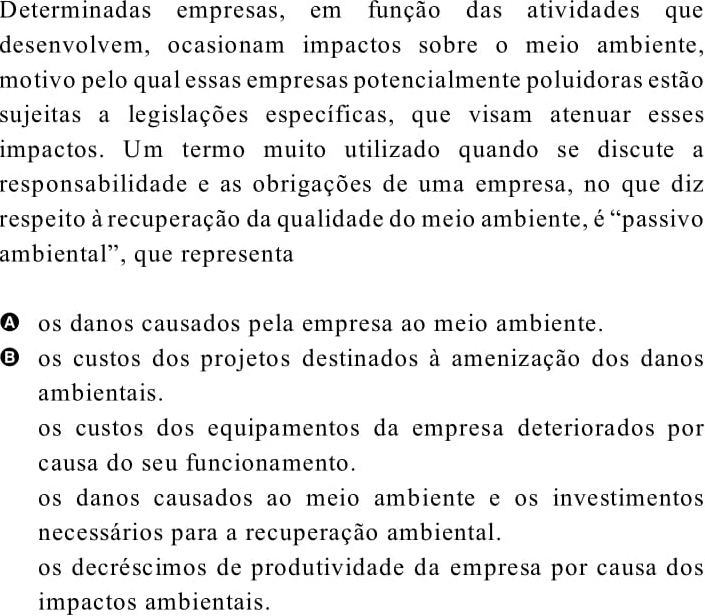 Determinadas empresas, em função das atividades que
desenvolvem, ocasionam impactos sobre o meio ambiente,
motivo pelo qual essas empresas potencialmente poluidoras estão
sujeitas a legislações específicas, que visam atenuar esses
impactos. Um termo muito utilizado quando se discute a
responsabilidade e as obrigações de uma empresa, no que diz
respeito à recuperação da qualidade do meio ambiente, é “passivo
ambiental”, que representa
A os danos causados pela empresa ao meio ambiente.
B os custos dos projetos destinados à amenização dos danos
ambientais.
os custos dos equipamentos da empresa deteriorados por
causa do seu funcionamento.
os danos causados ao meio ambiente e os investimentos
necessários para a recuperação ambiental.
os decréscimos de produtividade da empresa por causa dos
impactos ambientais.